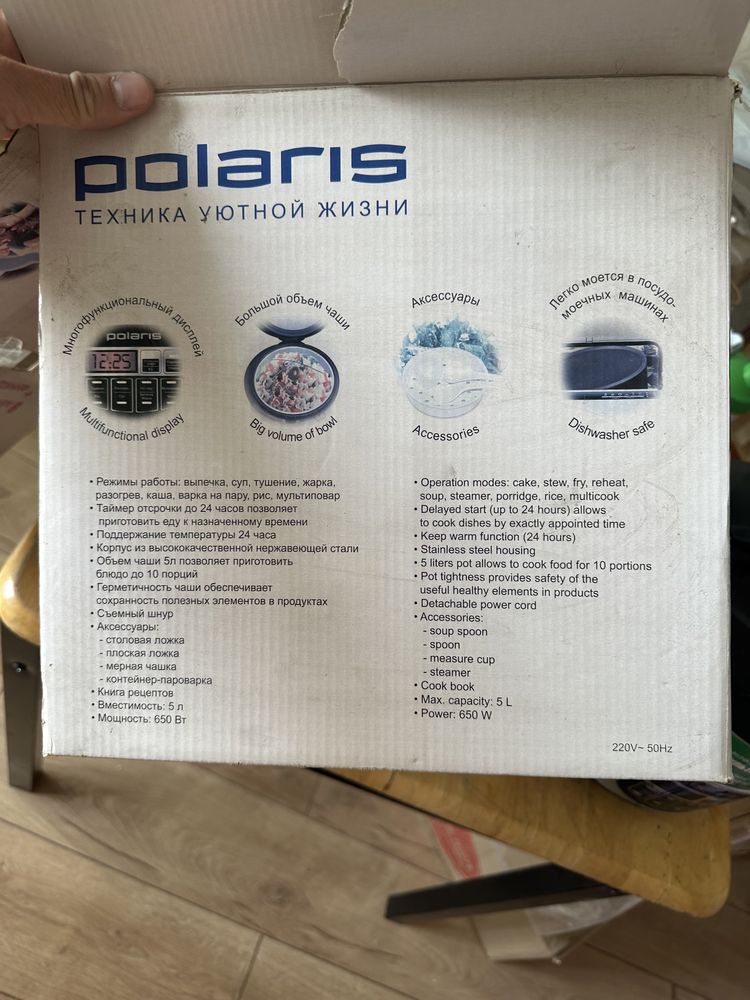 polaris
ТЕХНИКА УЮТНОЙ ЖИЗНИ
Многофункциональный дисплей
polaris
12:25
Multifunctional display
Большой объем чаши
Big volume of bowl
Аксессуары
Accessories
Легко моется в посудо-
моечных машинах
Dishwasher safe
• Режимы работы: выпечка, суп, тушение, жарка,
разогрев, каша, варка на пару, рис, мультиповар
• Таймер отсрочки до 24 часов позволяет
приготовить еду к назначенному времени
• Поддержание температуры 24 часа
• Корпус из высококачественной нержавеющей стали
• Объем чаши 5л позволяет приготовить
блюдо до 10 порций
• Герметичность чаши обеспечивает
сохранность полезных элементов в продуктах
• Съемный шнур
• Аксессуары:
- столовая ложка
- плоская ложка
- мерная чашка
- контейнер-пароварка
• Книга рецептов
• Вместимость: 5 л
• Мощность: 650 Вт
• Operation modes: cake, stew, fry, reheat,
soup, steamer, porridge, rice, multicook
• Delayed start (up to 24 hours) allows
to cook dishes by exactly appointed time
• Keep warm function (24 hours)
• Stainless steel housing
• 5 liters pot allows to cook food for 10 portions
• Pot tightness provides safety of the
useful healthy elements in products
• Detachable power cord
• Accessories:
- soup spoon
- spoon
- measure cup
- steamer
• Cook book
• Max. capacity: 5 L
• Power: 650 W
220V~ 50Hz